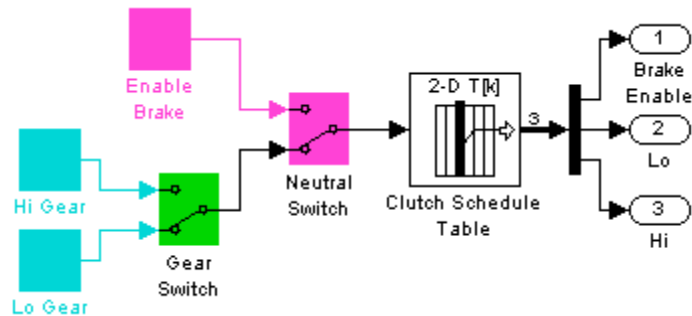 Enable
Brake
Hi Gear
Lo Gear
Gear
Switch
Neutral
Switch
2-D T[k]
Clutch Schedule
Table
3
1
Brake
Enable
2
Lo
3
Hi